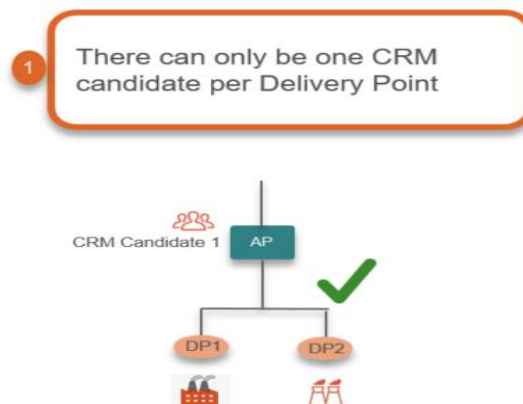 1
There can only be one CRM
candidate per Delivery Point
CRM Candidate 1
AP
DP1
DP2